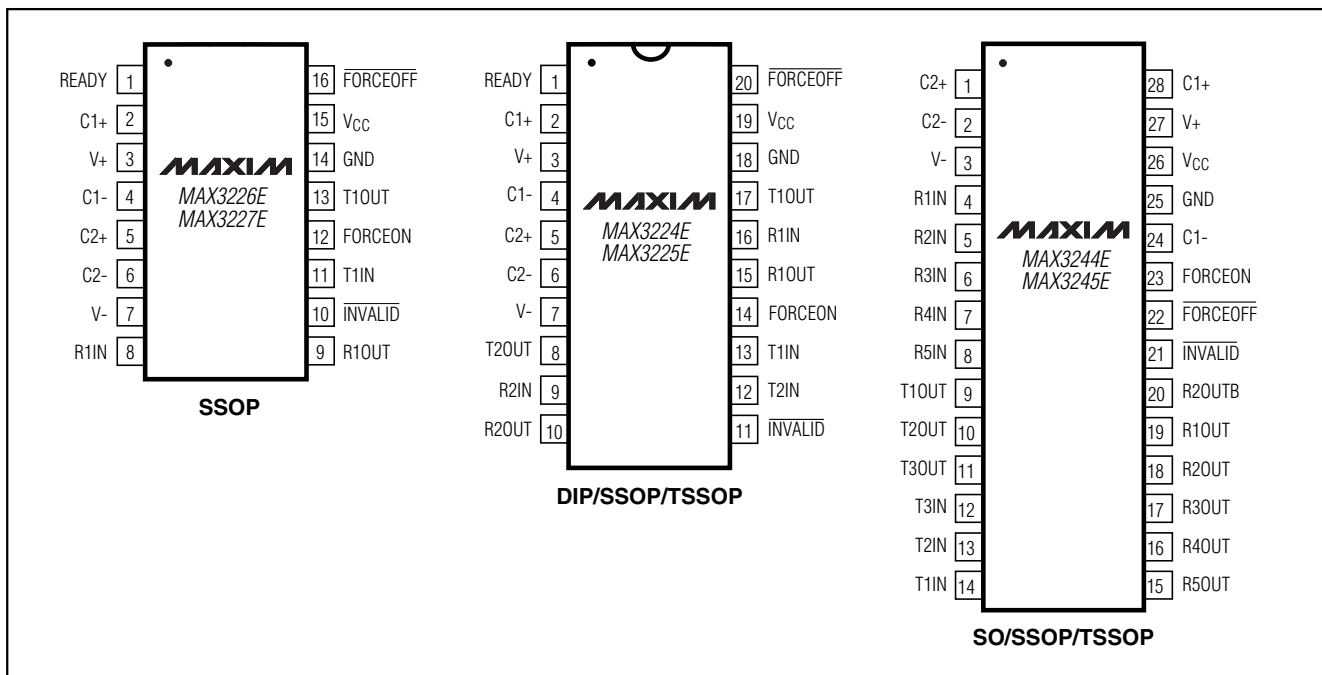 READY 1
C1+ 2
V+ 3
C1- 4
C2+ 5
C2- 6
V- 7
R1IN 8
MAXIM
MAX3226E
MAX3227E
16 FORCEOFF
15 VCC
14 GND
13 T1OUT
12 FORCEON
11 T1IN
10 INVALID
9 R1OUT
SSOP
READY 1
C1+ 2
V+ 3
C1- 4
C2+ 5
C2- 6
V- 7
T2OUT 8
R2IN 9
R2OUT 10
MAXIM
MAX3224E
MAX3225E
20 FORCEOFF
19 VCC
18 GND
17 T1OUT
16 R1IN
15 R1OUT
14 FORCEON
13 T1IN
12 T2IN
11 INVALID
DIP/SSOP/TSSOP
C2+ 1
C2- 2
V- 3
R1IN 4
R2IN 5
R3IN 6
R4IN 7
R5IN 8
T1OUT 9
T2OUT 10
T3OUT 11
T3IN 12
T2IN 13
T1IN 14
MAXIM
MAX3244E
MAX3245E
28 C1+
27 V+
26 VCC
25 GND
24 C1-
23 FORCEON
22 FORCEOFF
21 INVALID
20 R2OUTB
19 R1OUT
18 R2OUT
17 R3OUT
16 R4OUT
15 R5OUT
SO/SSOP/TSSOP